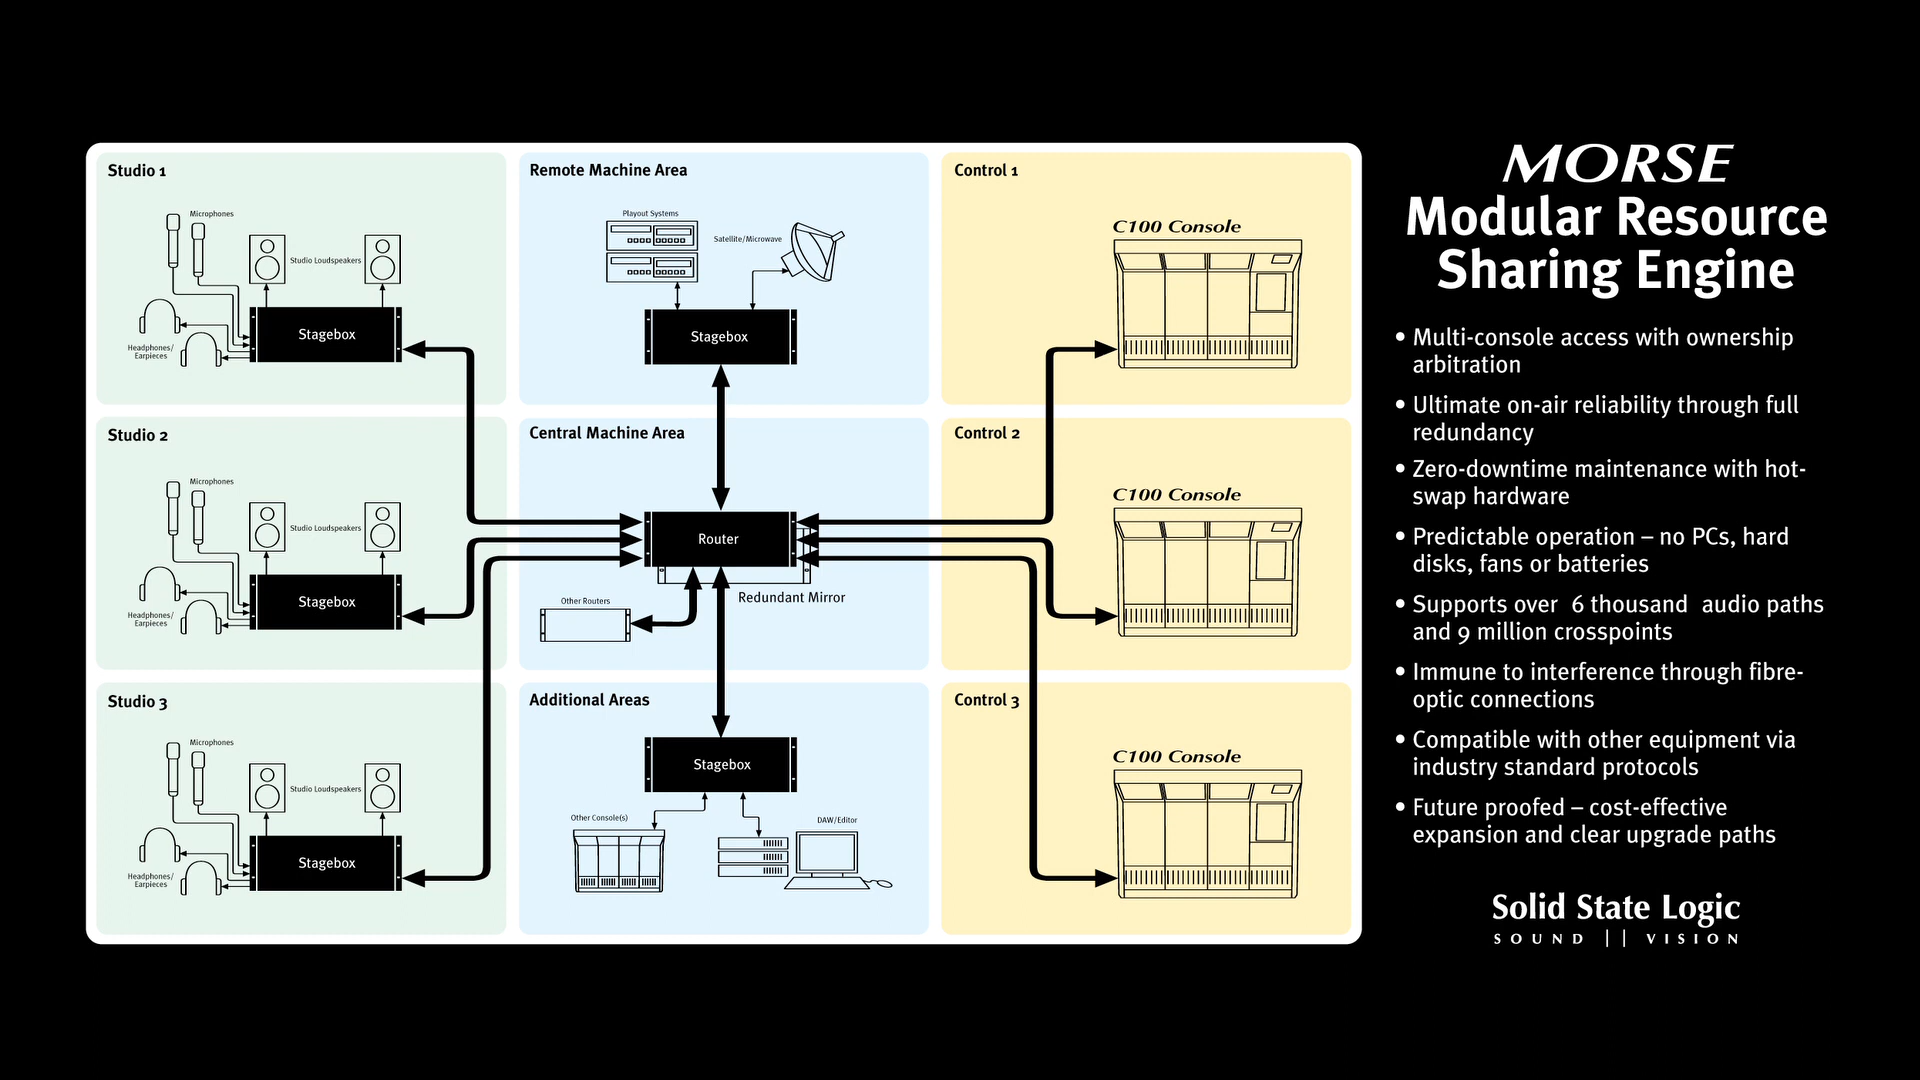 Studio 1
Microphones
Studio Loudspeakers
Headphones/
Earpieces
Stagebox
Remote Machine Area
Playout Systems
Satellite/Microwave
Stagebox
Control 1
C100 Console
Studio 2
Microphones
Studio Loudspeakers
Headphones/
Earpieces
Stagebox
Central Machine Area
Router
Redundant Mirror
Other Routers
Control 2
C100 Console
Studio 3
Microphones
Studio Loudspeakers
Headphones/
Earpieces
Stagebox
Additional Areas
Stagebox
Other Console(s)
DAW/Editor
Control 3
C100 Console
MORSE
Modular Resource
Sharing Engine
• Multi-console access with ownership
arbitration
• Ultimate on-air reliability through full
redundancy
• Zero-downtime maintenance with hot-
swap hardware
• Predictable operation – no PCs, hard
disks, fans or batteries
• Supports over 6 thousand audio paths
and 9 million crosspoints
• Immune to interference through fibre-
optic connections
• Compatible with other equipment via
industry standard protocols
• Future proofed – cost-effective
expansion and clear upgrade paths
Solid State Logic
SOUND || VISION